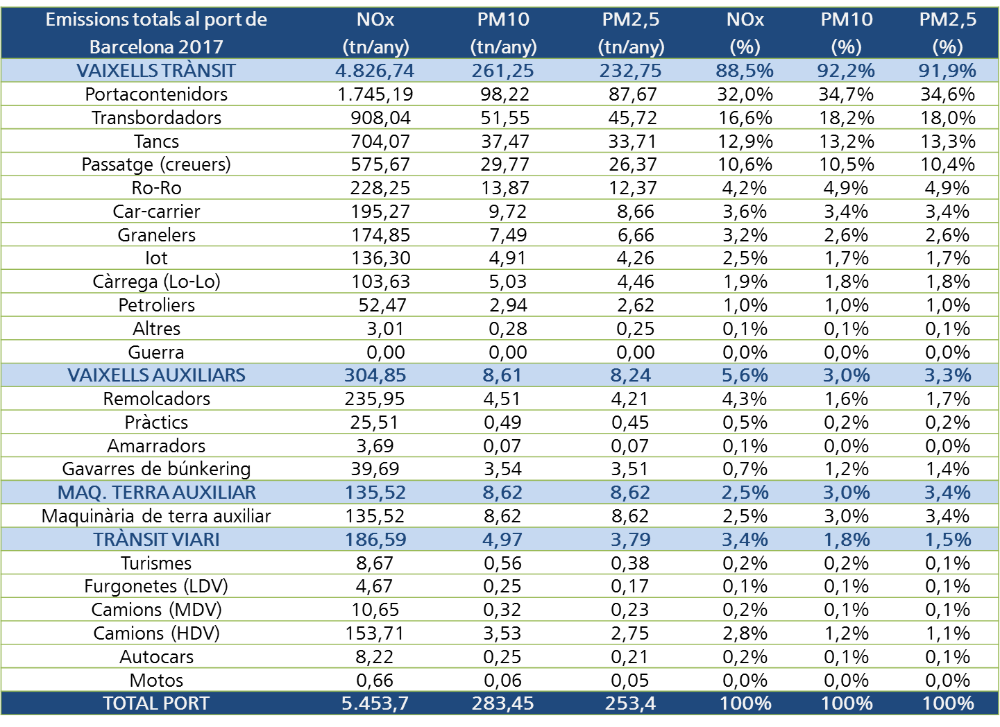 Emissions totals al port de Barcelona 2017 NOx (tn/any) PM10 (tn/any) PM2,5 (tn/any) NOx (%) PM10 (%) PM2,5 (%)
VAIXELLS TRÀNSIT 4.826,74 261,25 232,75 88,5% 92,2% 91,9%
Portacontenidors 1.745,19 98,22 87,67 32,0% 34,7% 34,6%
Transbordadors 908,04 51,55 45,72 16,6% 18,2% 18,0%
Tancs 704,07 37,47 33,71 12,9% 13,2% 13,3%
Passatge (creuers) 575,67 29,77 26,37 10,6% 10,5% 10,4%
Ro-Ro 228,25 13,87 12,37 4,2% 4,9% 4,9%
Car-carrier 195,27 9,72 8,66 3,6% 3,4% 3,4%
Granelers 174,85 7,49 6,66 3,2% 2,6% 2,6%
Iot 136,30 4,91 4,26 2,5% 1,7% 1,7%
Càrrega (Lo-Lo) 103,63 5,03 4,46 1,9% 1,8% 1,8%
Petroliers 52,47 2,94 2,62 1,0% 1,0% 1,0%
Altres 3,01 0,28 0,25 0,1% 0,1% 0,1%
Guerra 0,00 0,00 0,00 0,0% 0,0% 0,0%
VAIXELLS AUXILIARS 304,85 8,61 8,24 5,6% 3,0% 3,3%
Remolcadors 235,95 4,51 4,21 4,3% 1,6% 1,7%
Pràctics 25,51 0,49 0,45 0,5% 0,2% 0,2%
Amarradors 3,69 0,07 0,07 0,1% 0,0% 0,0%
Gavarres de búnkering 39,69 3,54 3,51 0,7% 1,2% 1,4%
MAQ. TERRA AUXILIAR 135,52 8,62 8,62 2,5% 3,0% 3,4%
Maquinària de terra auxiliar 135,52 8,62 8,62 2,5% 3,0% 3,4%
TRÀNSIT VIARI 186,59 4,97 3,79 3,4% 1,8% 1,5%
Turismes 8,67 0,56 0,38 0,2% 0,2% 0,1%
Furgonetes (LDV) 4,67 0,25 0,17 0,1% 0,1% 0,1%
Camions (MDV) 10,65 0,32 0,23 0,2% 0,1% 0,1%
Camions (HDV) 153,71 3,53 2,75 2,8% 1,2% 1,1%
Autocars 8,22 0,25 0,21 0,2% 0,1% 0,1%
Motos 0,66 0,06 0,05 0,0% 0,0% 0,0%
TOTAL PORT 5.453,7 283,45 253,4 100% 100% 100%